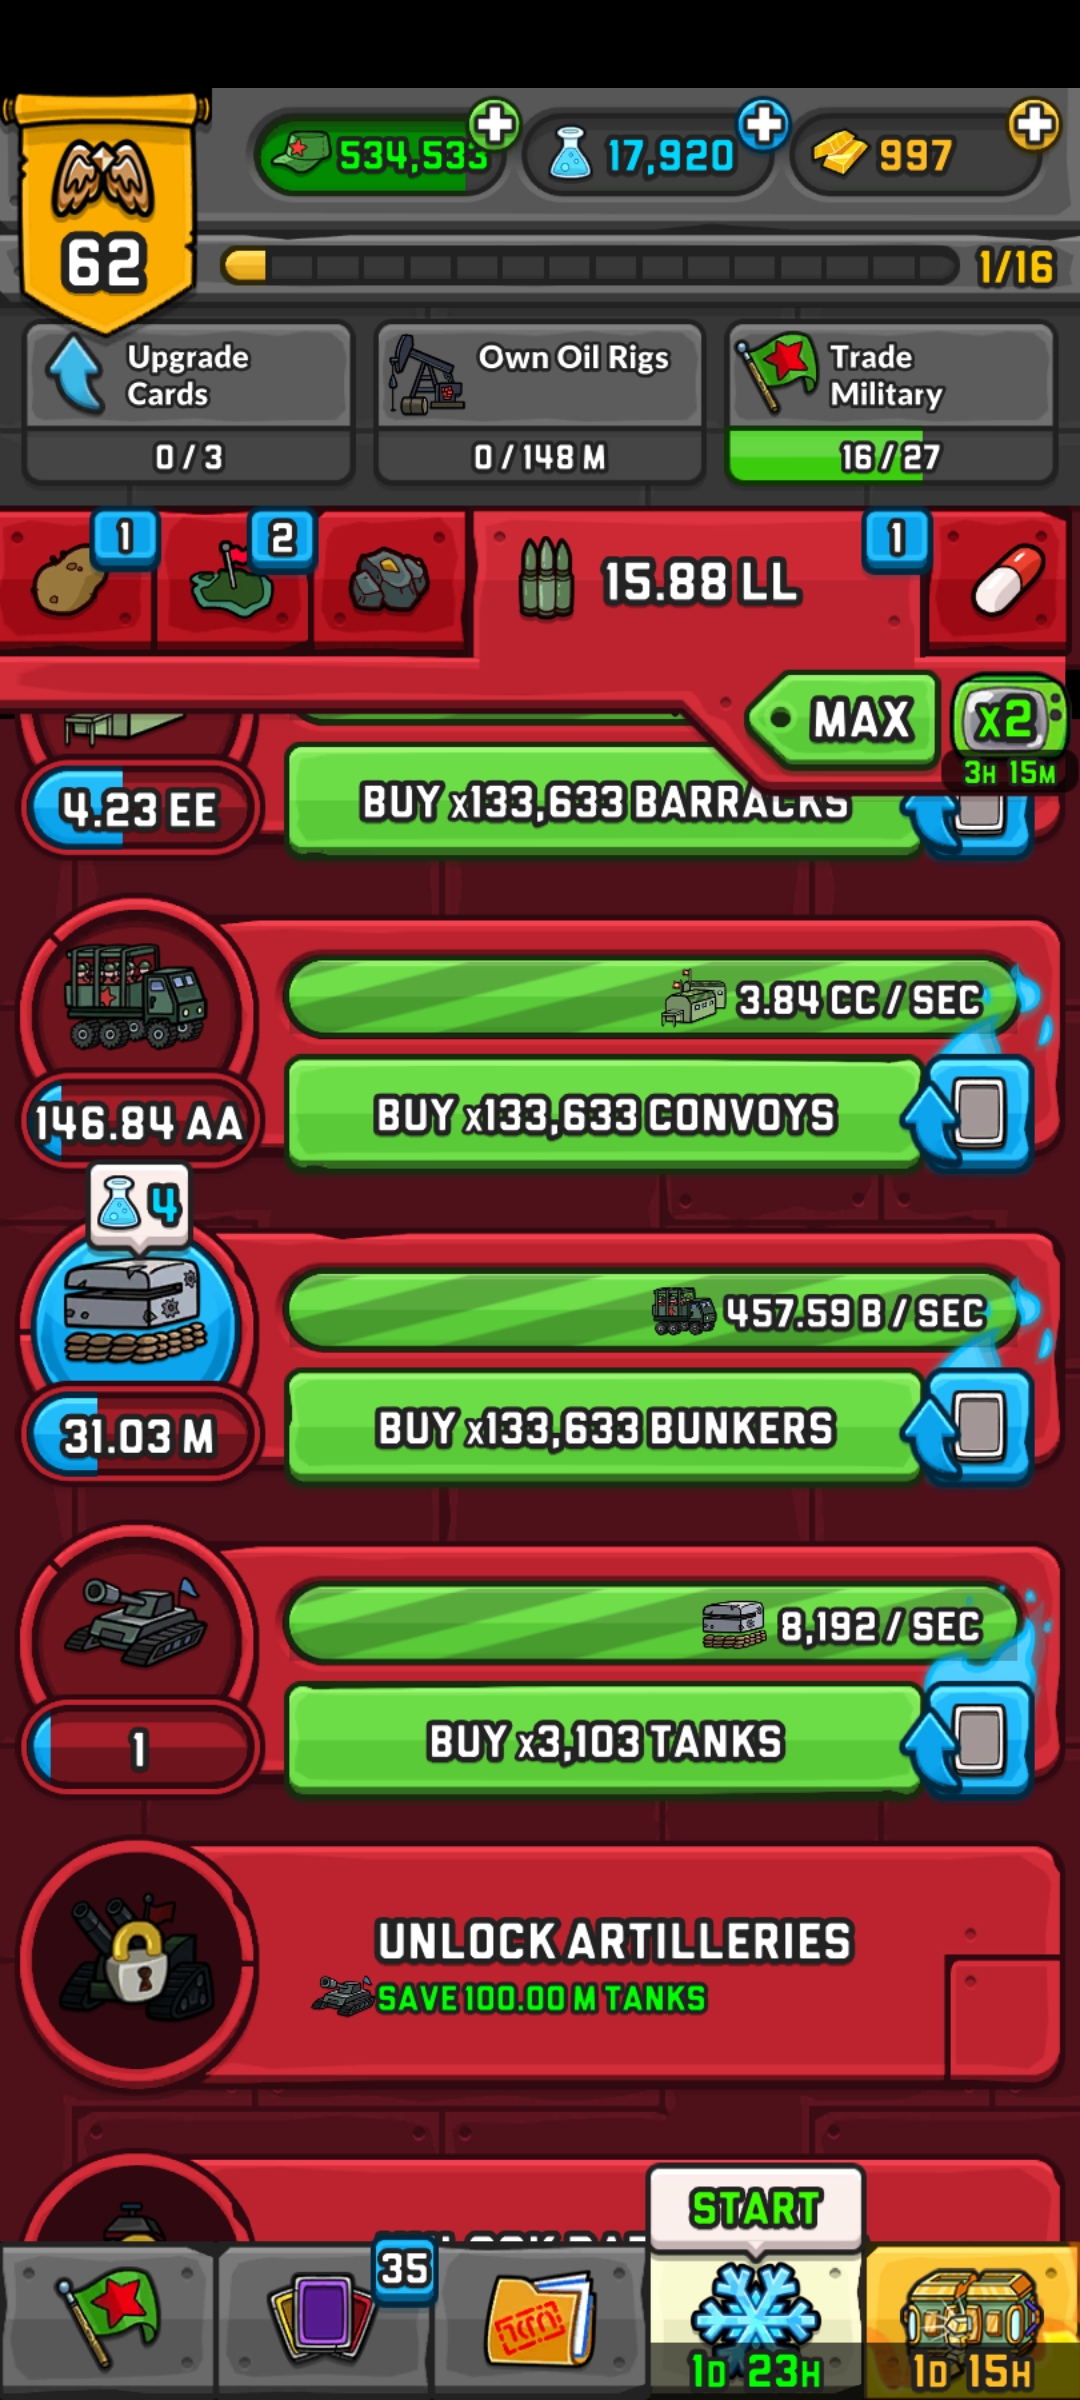 534,533
17,920
997
62
1/16
Upgrade
Cards
0 / 3
Own Oil Rigs
0 / 148 M
Trade
Military
16 / 27
1
2
15.88 LL
1
MAX
x2
3H 15M
4.23 EE
BUY x133,633 BARRACKS
3.84 CC / SEC
146.84 AA
BUY x133,633 CONVOYS
4
457.59 B / SEC
31.03 M
BUY x133,633 BUNKERS
8,192 / SEC
1
BUY x3,103 TANKS
UNLOCK ARTILLERIES
SAVE 100.00 M TANKS
START
35
1D 23H
1D 15H